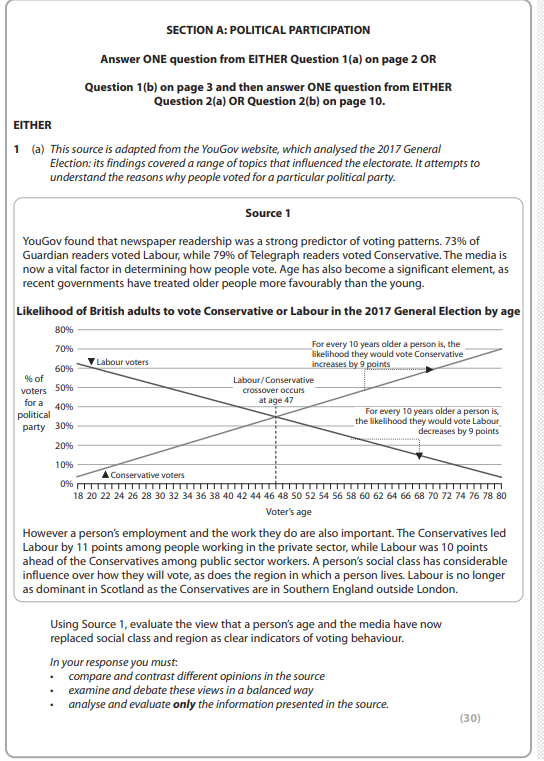 SECTION A: POLITICAL PARTICIPATION
Answer ONE question from EITHER Question 1(a) on page 2 OR
Question 1(b) on page 3 and then answer ONE question from EITHER
Question 2(a) OR Question 2(b) on page 10.
EITHER
1 (a) This source is adapted from the YouGov website, which analysed the 2017 General
Election: its findings covered a range of topics that influenced the electorate. It attempts to
understand the reasons why people voted for a particular political party.
Source 1
YouGov found that newspaper readership was a strong predictor of voting patterns. 73% of
Guardian readers voted Labour, while 79% of Telegraph readers voted Conservative. The media is
now a vital factor in determining how people vote. Age has also become a significant element, as
recent governments have treated older people more favourably than the young.
Likelihood of British adults to vote Conservative or Labour in the 2017 General Election by age
80%
70%
60%
50%
40%
30%
20%
10%
0%
% of
voters
for a
political
party
Labour voters
For every 10 years older a person is, the
likelihood they would vote Conservative
increases by 9 points
Labour/Conservative
crossover occurs
at age 47
For every 10 years older a person is,
the likelihood they would vote Labour
decreases by 9 points
Conservative voters
18 20 22 24 26 28 30 32 34 36 38 40 42 44 46 48 50 52 54 56 58 60 62 64 66 68 70 72 74 76 78 80
Voter's age
However a person's employment and the work they do are also important. The Conservatives led
Labour by 11 points among people working in the private sector, while Labour was 10 points
ahead of the Conservatives among public sector workers. A person's social class has considerable
influence over how they will vote, as does the region in which a person lives. Labour is no longer
as dominant in Scotland as the Conservatives are in Southern England outside London.
Using Source 1, evaluate the view that a person's age and the media have now
replaced social class and region as clear indicators of voting behaviour.
In your response you must:
• compare and contrast different opinions in the source
• examine and debate these views in a balanced way
• analyse and evaluate only the information presented in the source.
(30)